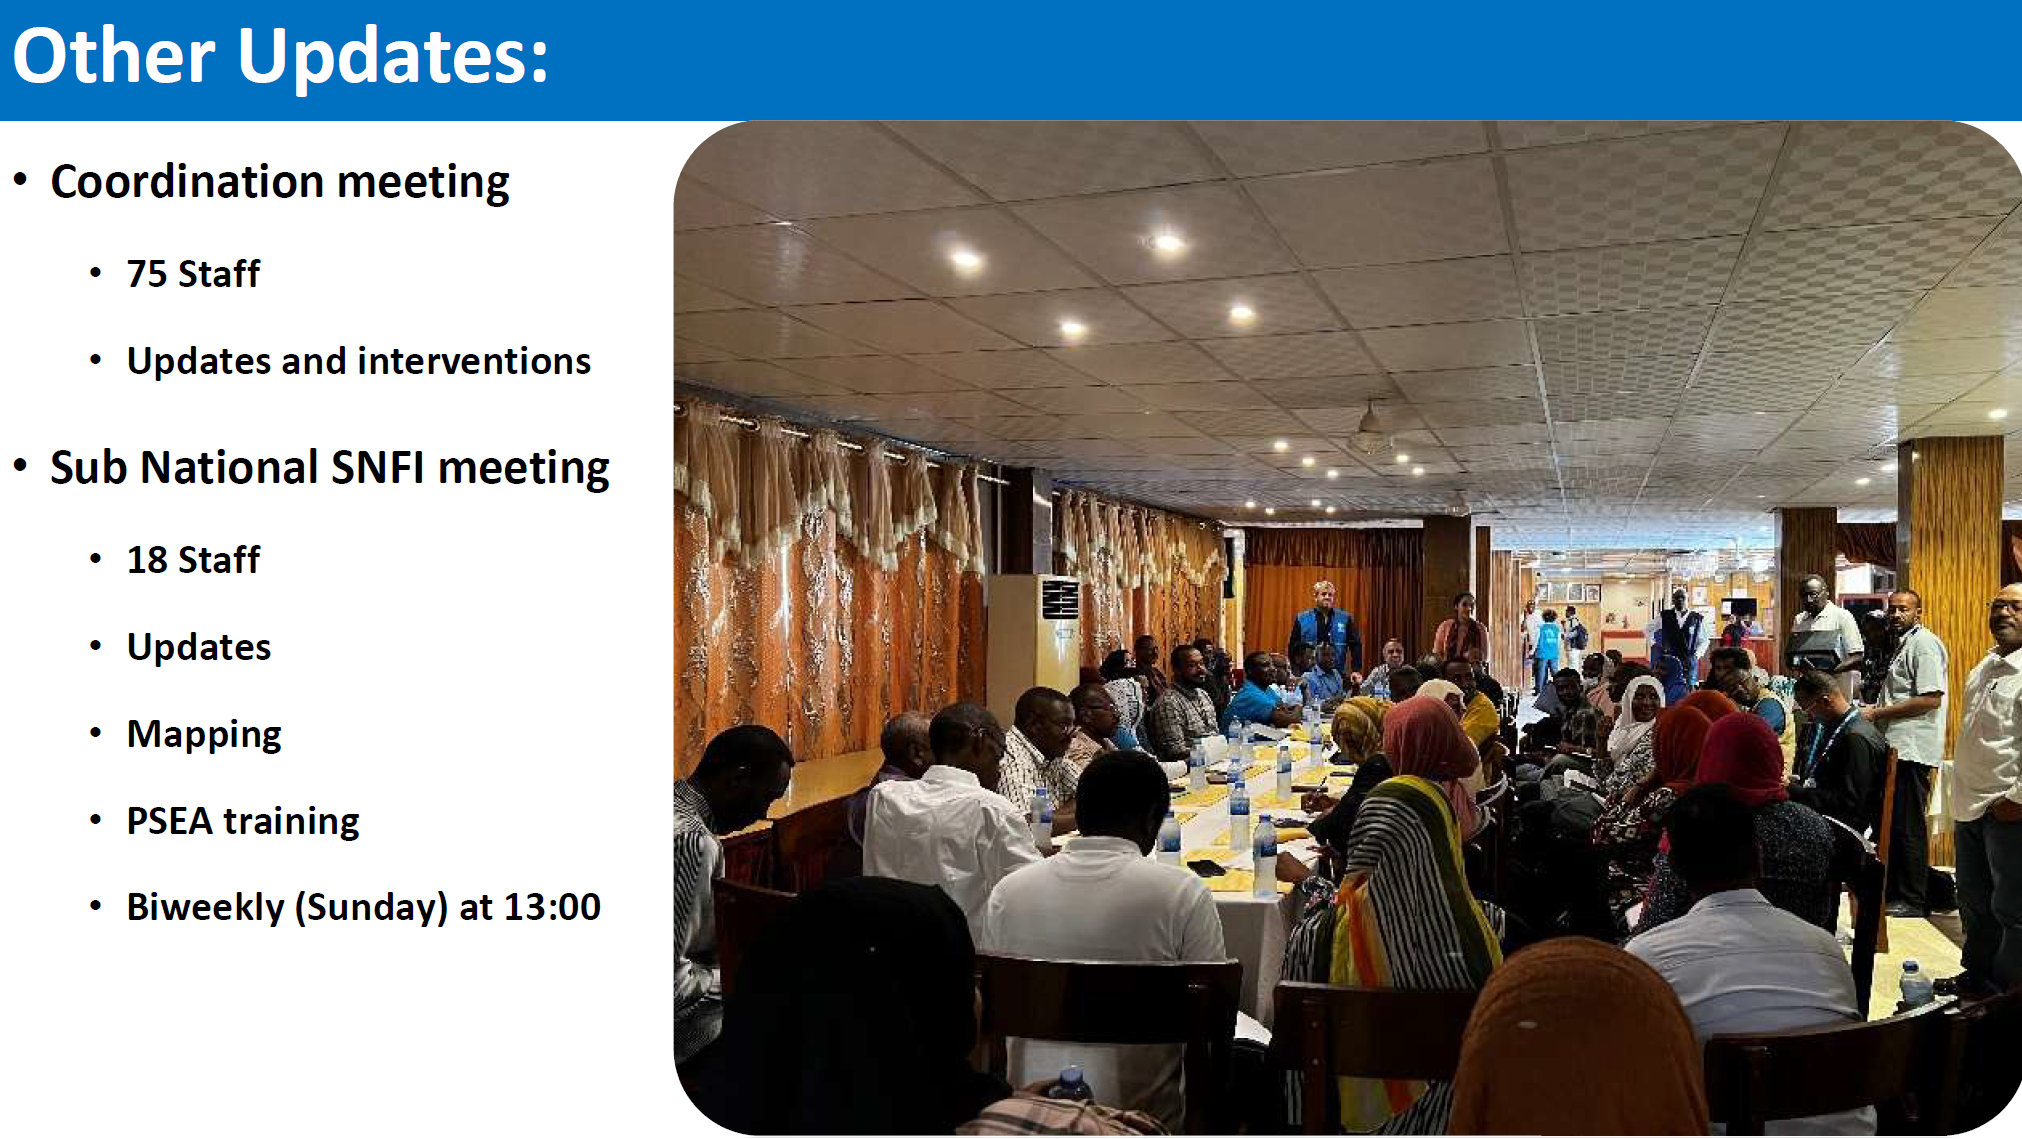 Other Updates:
• Coordination meeting
• 75 Staff
• Updates and interventions
• Sub National SNFI meeting
• 18 Staff
• Updates
• Mapping
• PSEA training
• Biweekly (Sunday) at 13:00